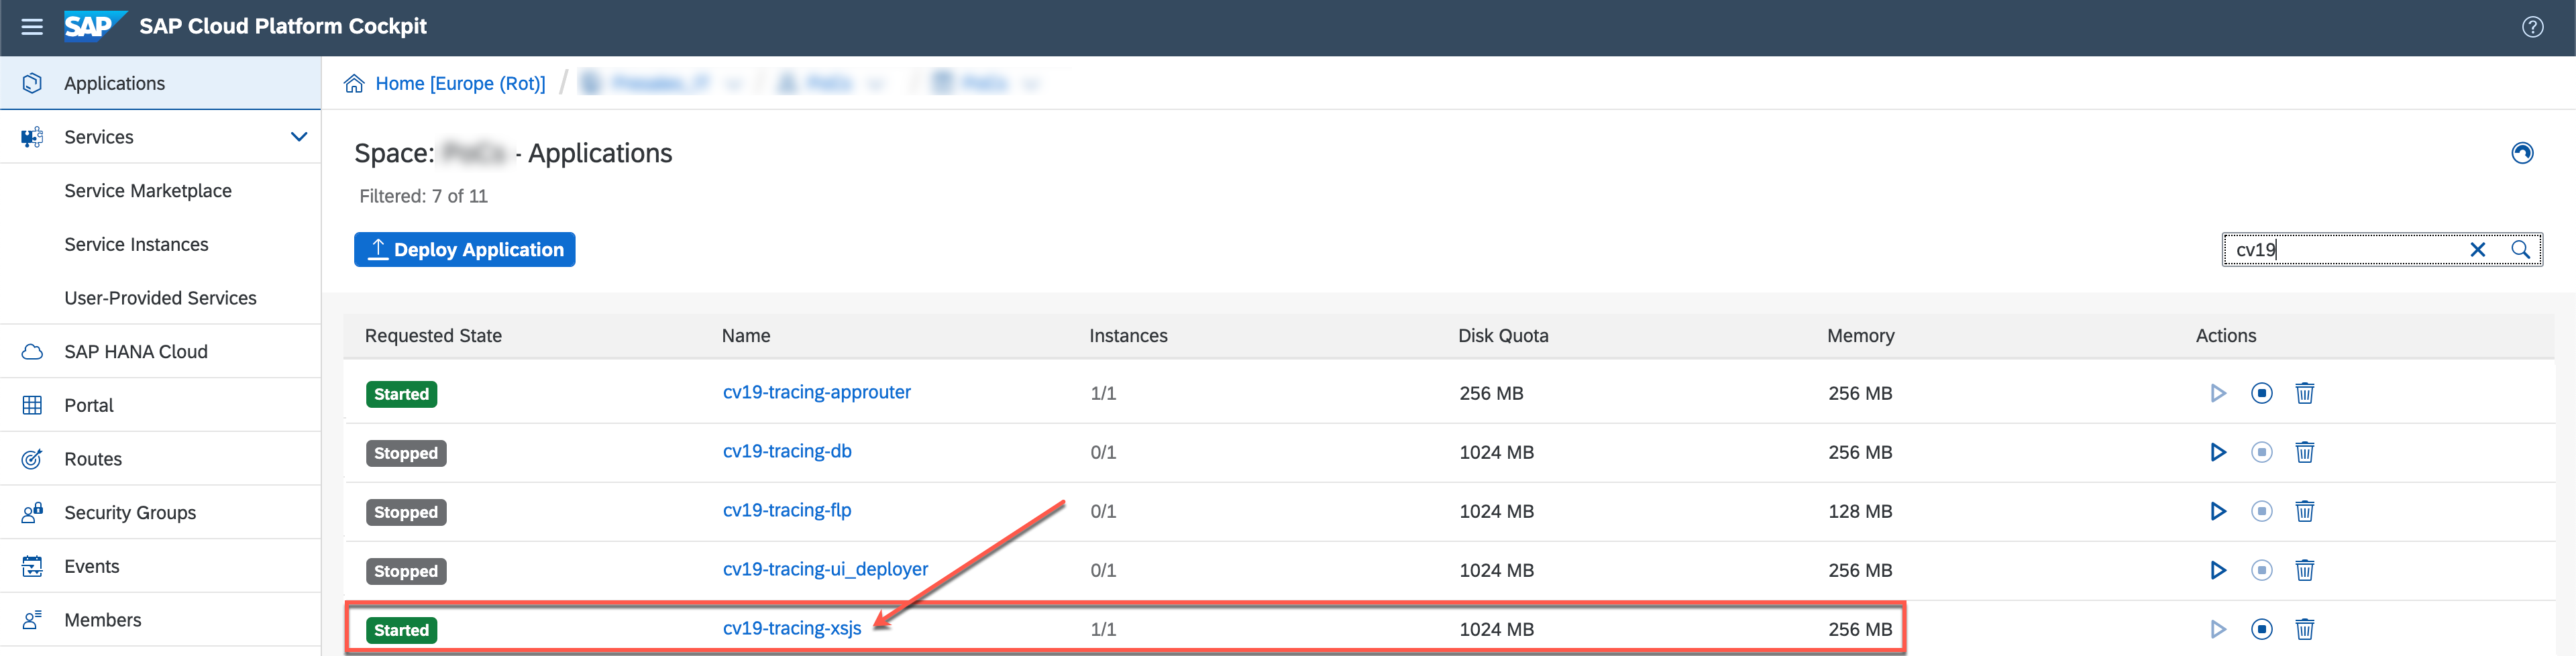 SAP SAP Cloud Platform Cockpit
Applications
Services
Service Marketplace
Service Instances
User-Provided Services
SAP HANA Cloud
Portal
Routes
Security Groups
Events
Members
Home [Europe (Rot)] /
Space: - Applications
Filtered: 7 of 11
Deploy Application
cv19
Requested State Name Instances Disk Quota Memory Actions
Started cv19-tracing-approuter 1/1 256 MB 256 MB
Stopped cv19-tracing-db 0/1 1024 MB 256 MB
Stopped cv19-tracing-flp 0/1 1024 MB 128 MB
Stopped cv19-tracing-ui_deployer 0/1 1024 MB 256 MB
Started cv19-tracing-xsjs 1/1 1024 MB 256 MB